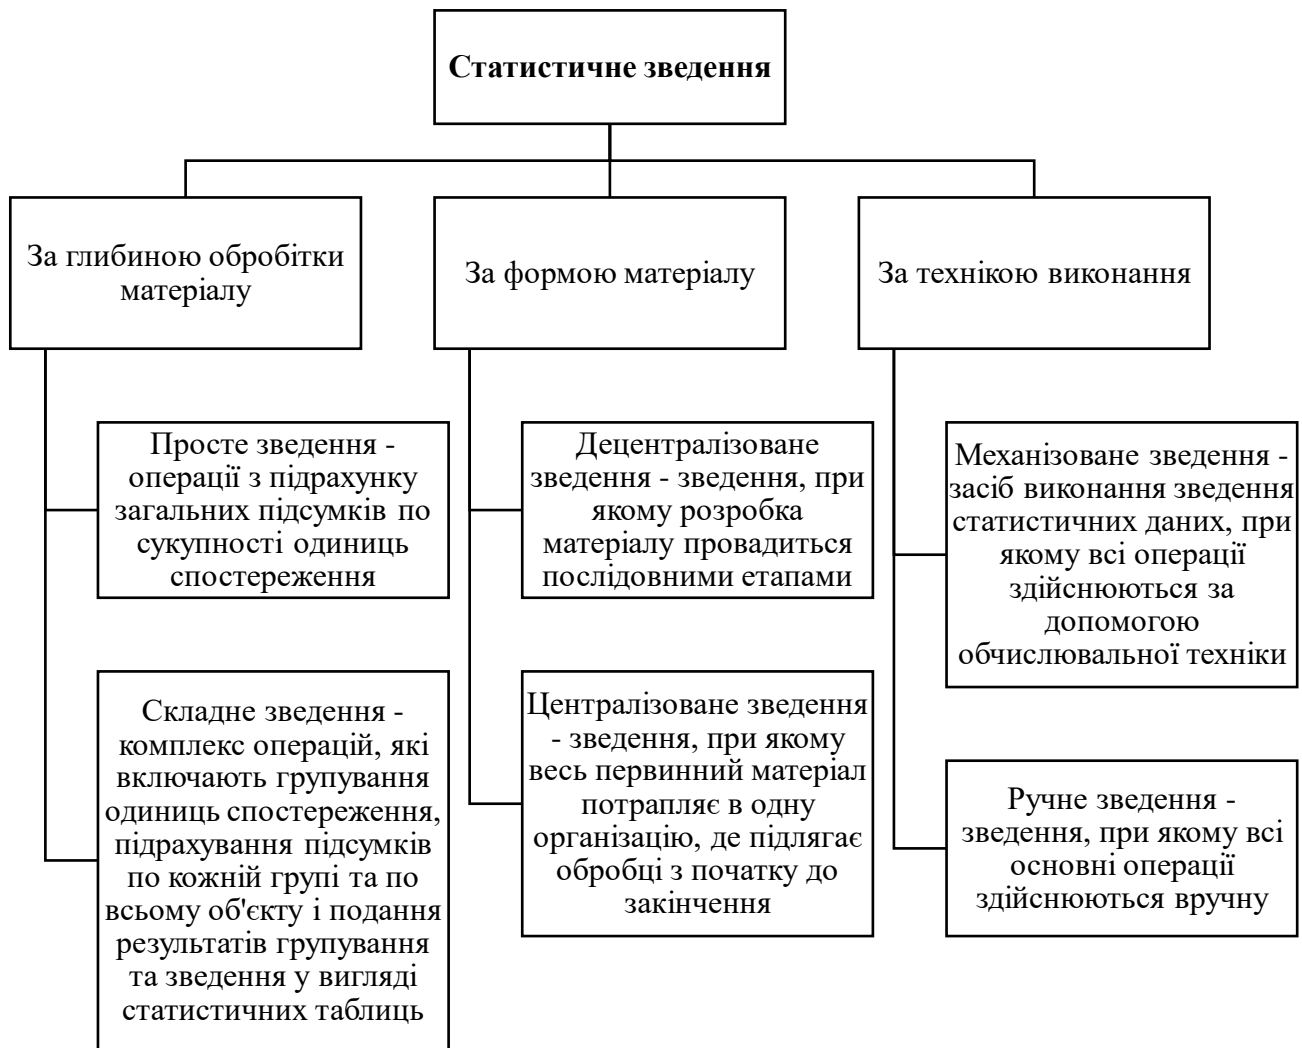 Статистичне зведення
За глибиною обробітки
матеріалу
За формою матеріалу
За технікою виконання
Просте зведення -
операції з підрахунку
загальних підсумків по
сукупності одиниць
спостереження
Складне зведення -
комплекс операцій, які
включають групування
одиниць спостереження,
підрахування підсумків
по кожній групі та по
всьому об'єкту і подання
результатів групування
та зведення у вигляді
статистичних таблиць
Децентралізоване
зведення - зведення, при
якому розробка
матеріалу провадиться
послідовними етапами
Централізоване зведення
- зведення, при якому
весь первинний матеріал
потрапляє в одну
організацію, де підлягає
обробці з початку до
закінчення
Механізоване зведення -
засіб виконання зведення
статистичних даних, при
якому всі операції
здійснюються за
допомогою
обчислювальної техніки
Ручне зведення -
зведення, при якому всі
основні операції
здійснюються вручну